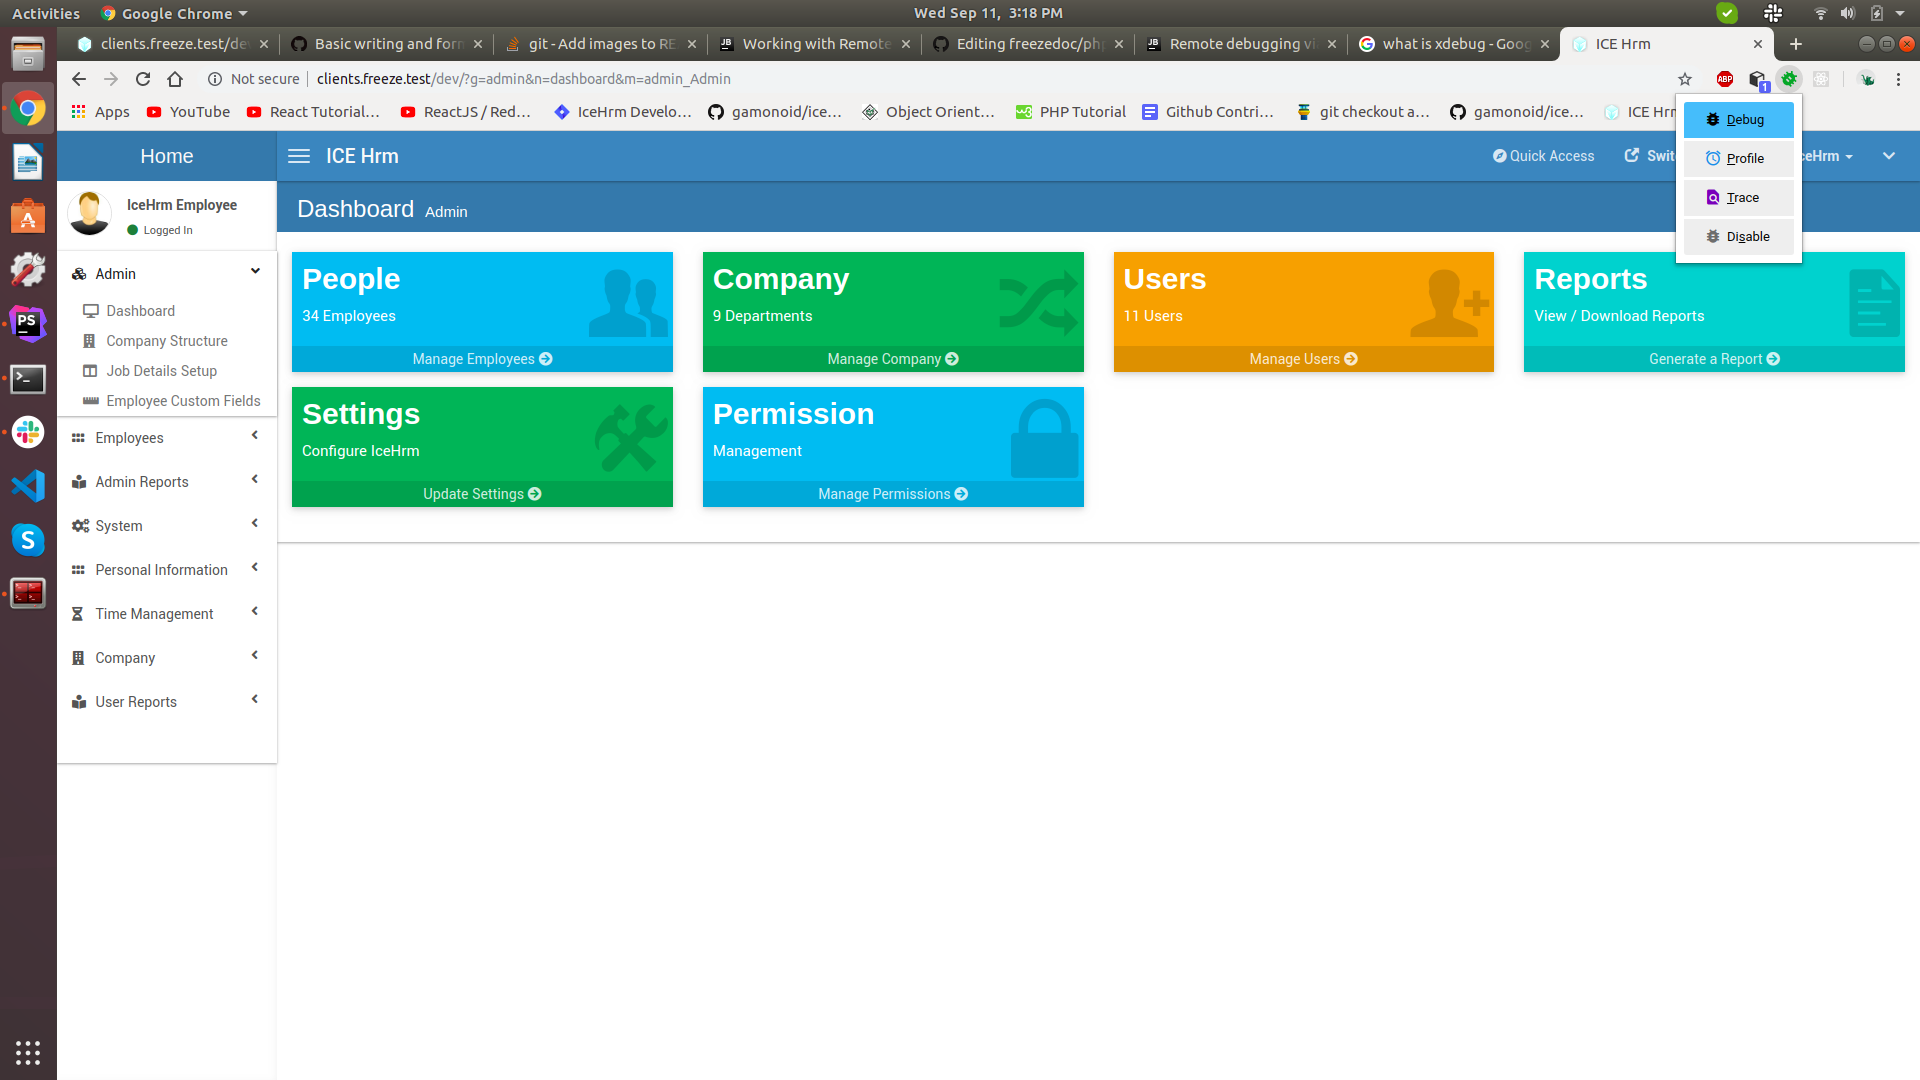 Activities Google Chrome Wed Sep 11, 3:18 PM
clients.freeze.test/de Basic writing and form git - Add images to RE Working with Remote Editing freezedoc/php Remote debugging vi what is xdebug - Goog ICE Hrm
Not secure clients.freeze.test/dev/?g=admin&n=dashboard&m=admin_Admin
ABP
1
Apps YouTube React Tutorial… ReactJS / Red… IceHrm Develo… gamonoid/ice… Object Orient… PHP Tutorial Github Contri… git checkout a… gamonoid/ice… ICE Hrm
Debug
Profile
Trace
Disable
Home ICE Hrm Quick Access Swit ceHrm
Dashboard Admin
IceHrm Employee
Logged In
Admin
Dashboard
Company Structure
Job Details Setup
Employee Custom Fields
Employees
Admin Reports
System
Personal Information
Time Management
Company
User Reports
People
34 Employees
Manage Employees
Company
9 Departments
Manage Company
Users
11 Users
Manage Users
Reports
View / Download Reports
Generate a Report
Settings
Configure IceHrm
Update Settings
Permission
Management
Manage Permissions
PS
S